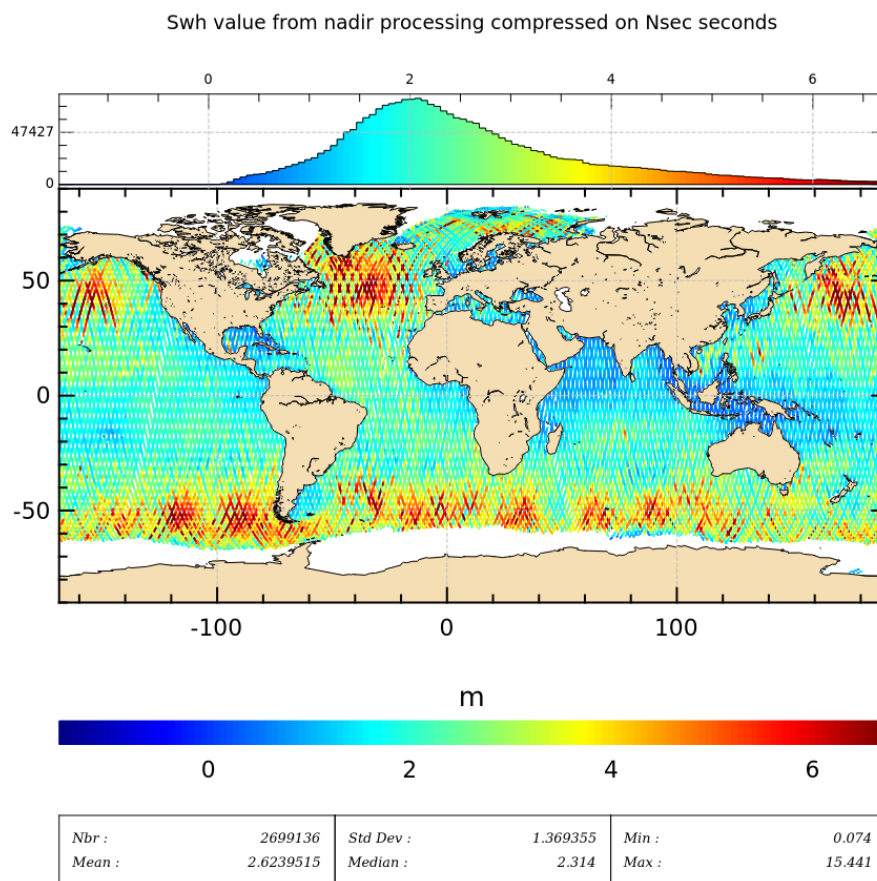 Swh value from nadir processing compressed on Nsec seconds
0 2 4 6
47427
0
50
0
-50
-100 0 100
m
0 2 4 6
Nbr : 2699136 Std Dev : 1.369355 Min : 0.074
Mean : 2.6239515 Median : 2.314 Max : 15.441